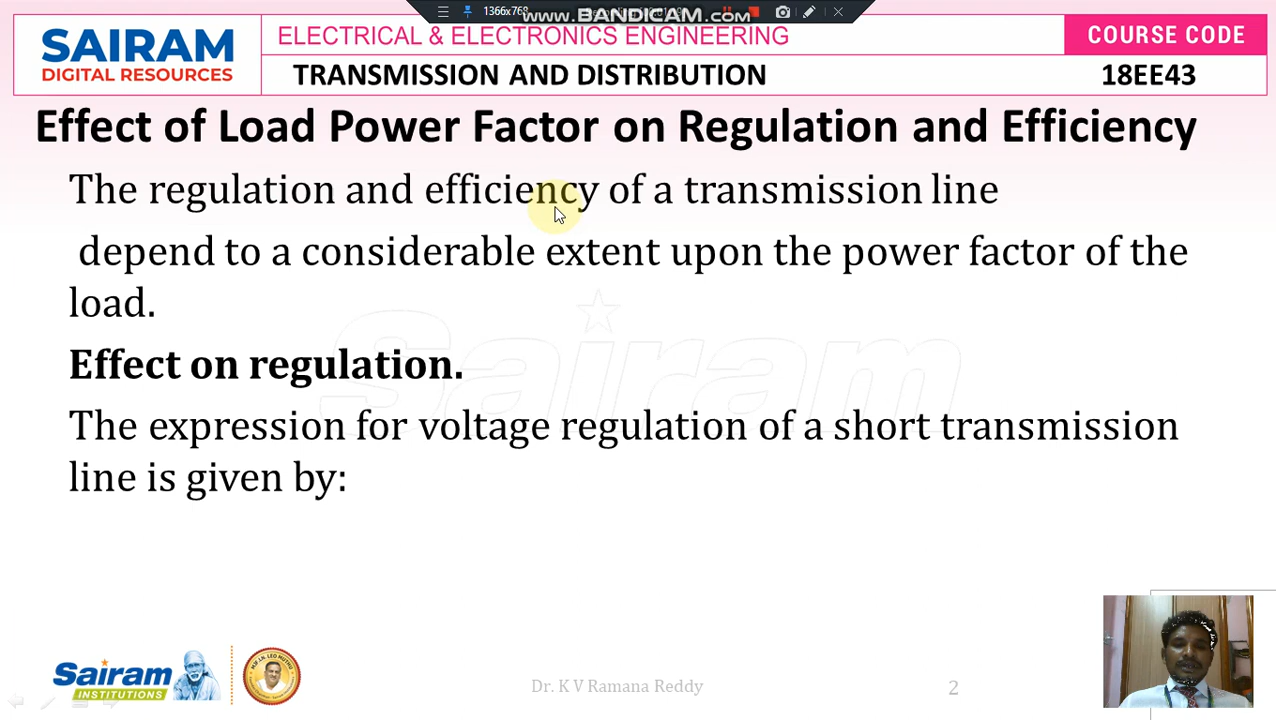 1366x768
www.BANDICAM.com
SAIRAM
DIGITAL RESOURCES
ELECTRICAL & ELECTRONICS ENGINEERING
COURSE CODE
TRANSMISSION AND DISTRIBUTION
18EE43
Effect of Load Power Factor on Regulation and Efficiency
The regulation and efficiency of a transmission line
depend to a considerable extent upon the power factor of the
load.
Sairam
Effect on regulation.
The expression for voltage regulation of a short transmission
line is given by:
Sairam
INSTITUTIONS
Dr. K V Ramana Reddy
2